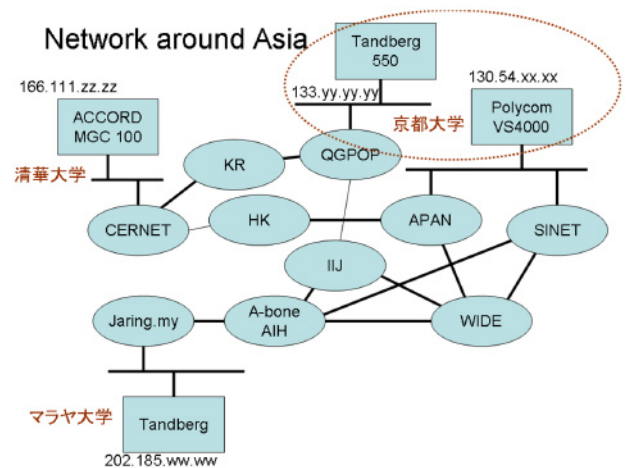 Network around Asia
Tandberg
550
166.111.zz.zz
133.yy.yy.yy
130.54.xx.xx
ACCORD
MGC 100
京都大学
Polycom
VS4000
清華大学
KR
QGPOP
CERNET
HK
APAN
SINET
IIJ
Jaring.my
A-bone
AIH
WIDE
マラヤ大学
Tandberg
202.185.ww.ww